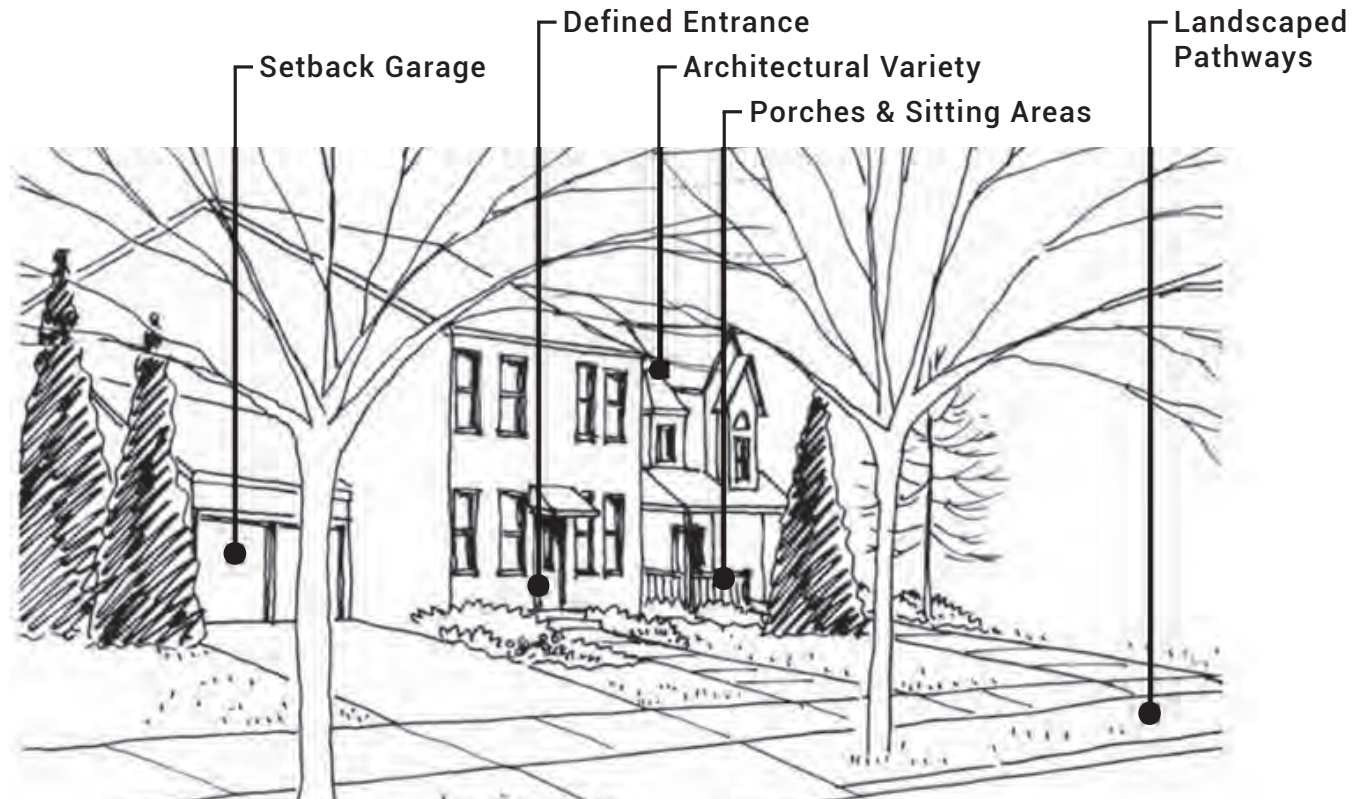 Defined Entrance
Landscaped
Pathways
Setback Garage
Architectural Variety
Porches & Sitting Areas